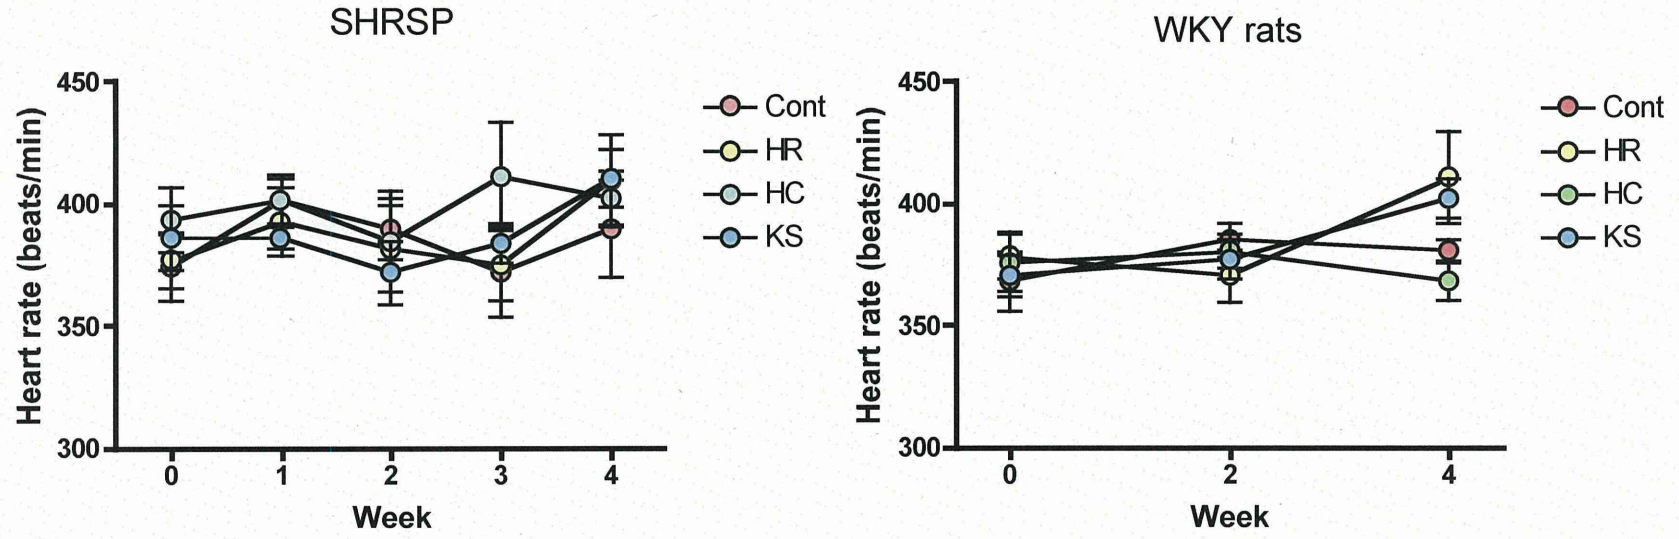 SHRSP
450
400
350
300
Heart rate (beats/min)
0 1 2 3 4
Week
Cont
HR
HC
KS
WKY rats
450
400
350
300
Heart rate (beats/min)
0 2 4
Week
Cont
HR
HC
KS